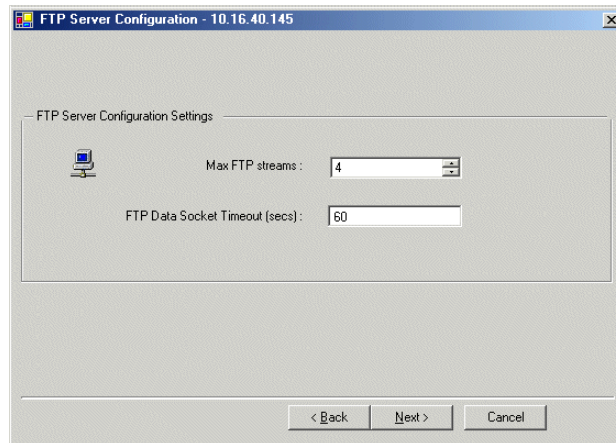 FTP Server Configuration - 10.16.40.145
FTP Server Configuration Settings
Max FTP streams :
4
FTP Data Socket Timeout (secs) :
60
< Back
Next >
Cancel